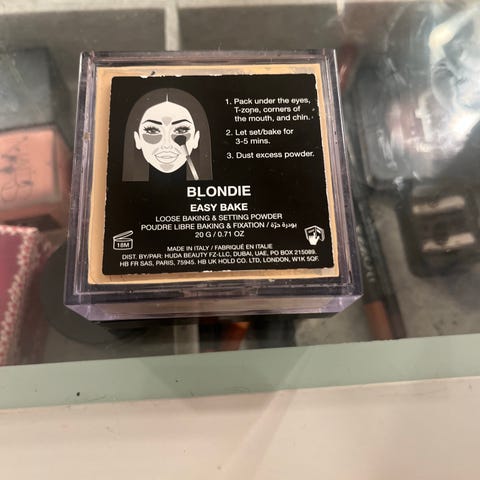 1. Pack under the eyes,
T-zone, corners of
the mouth, and chin.
2. Let set/bake for
3-5 mins.
3. Dust excess powder.
BLONDIE
EASY BAKE
LOOSE BAKING & SETTING POWDER
POUDRE LIBRE BAKING & FIXATION / بودرة حرّة
20 G / 0.71 OZ
18M
MADE IN ITALY / FABRIQUÉ EN ITALIE
DIST. BY/PAR: HUDA BEAUTY FZ-LLC, DUBAI, UAE, PO BOX 215089.
HB FR SAS, PARIS, 75945. HB UK HOLD CO. LTD, LONDON, W1K 5QF.